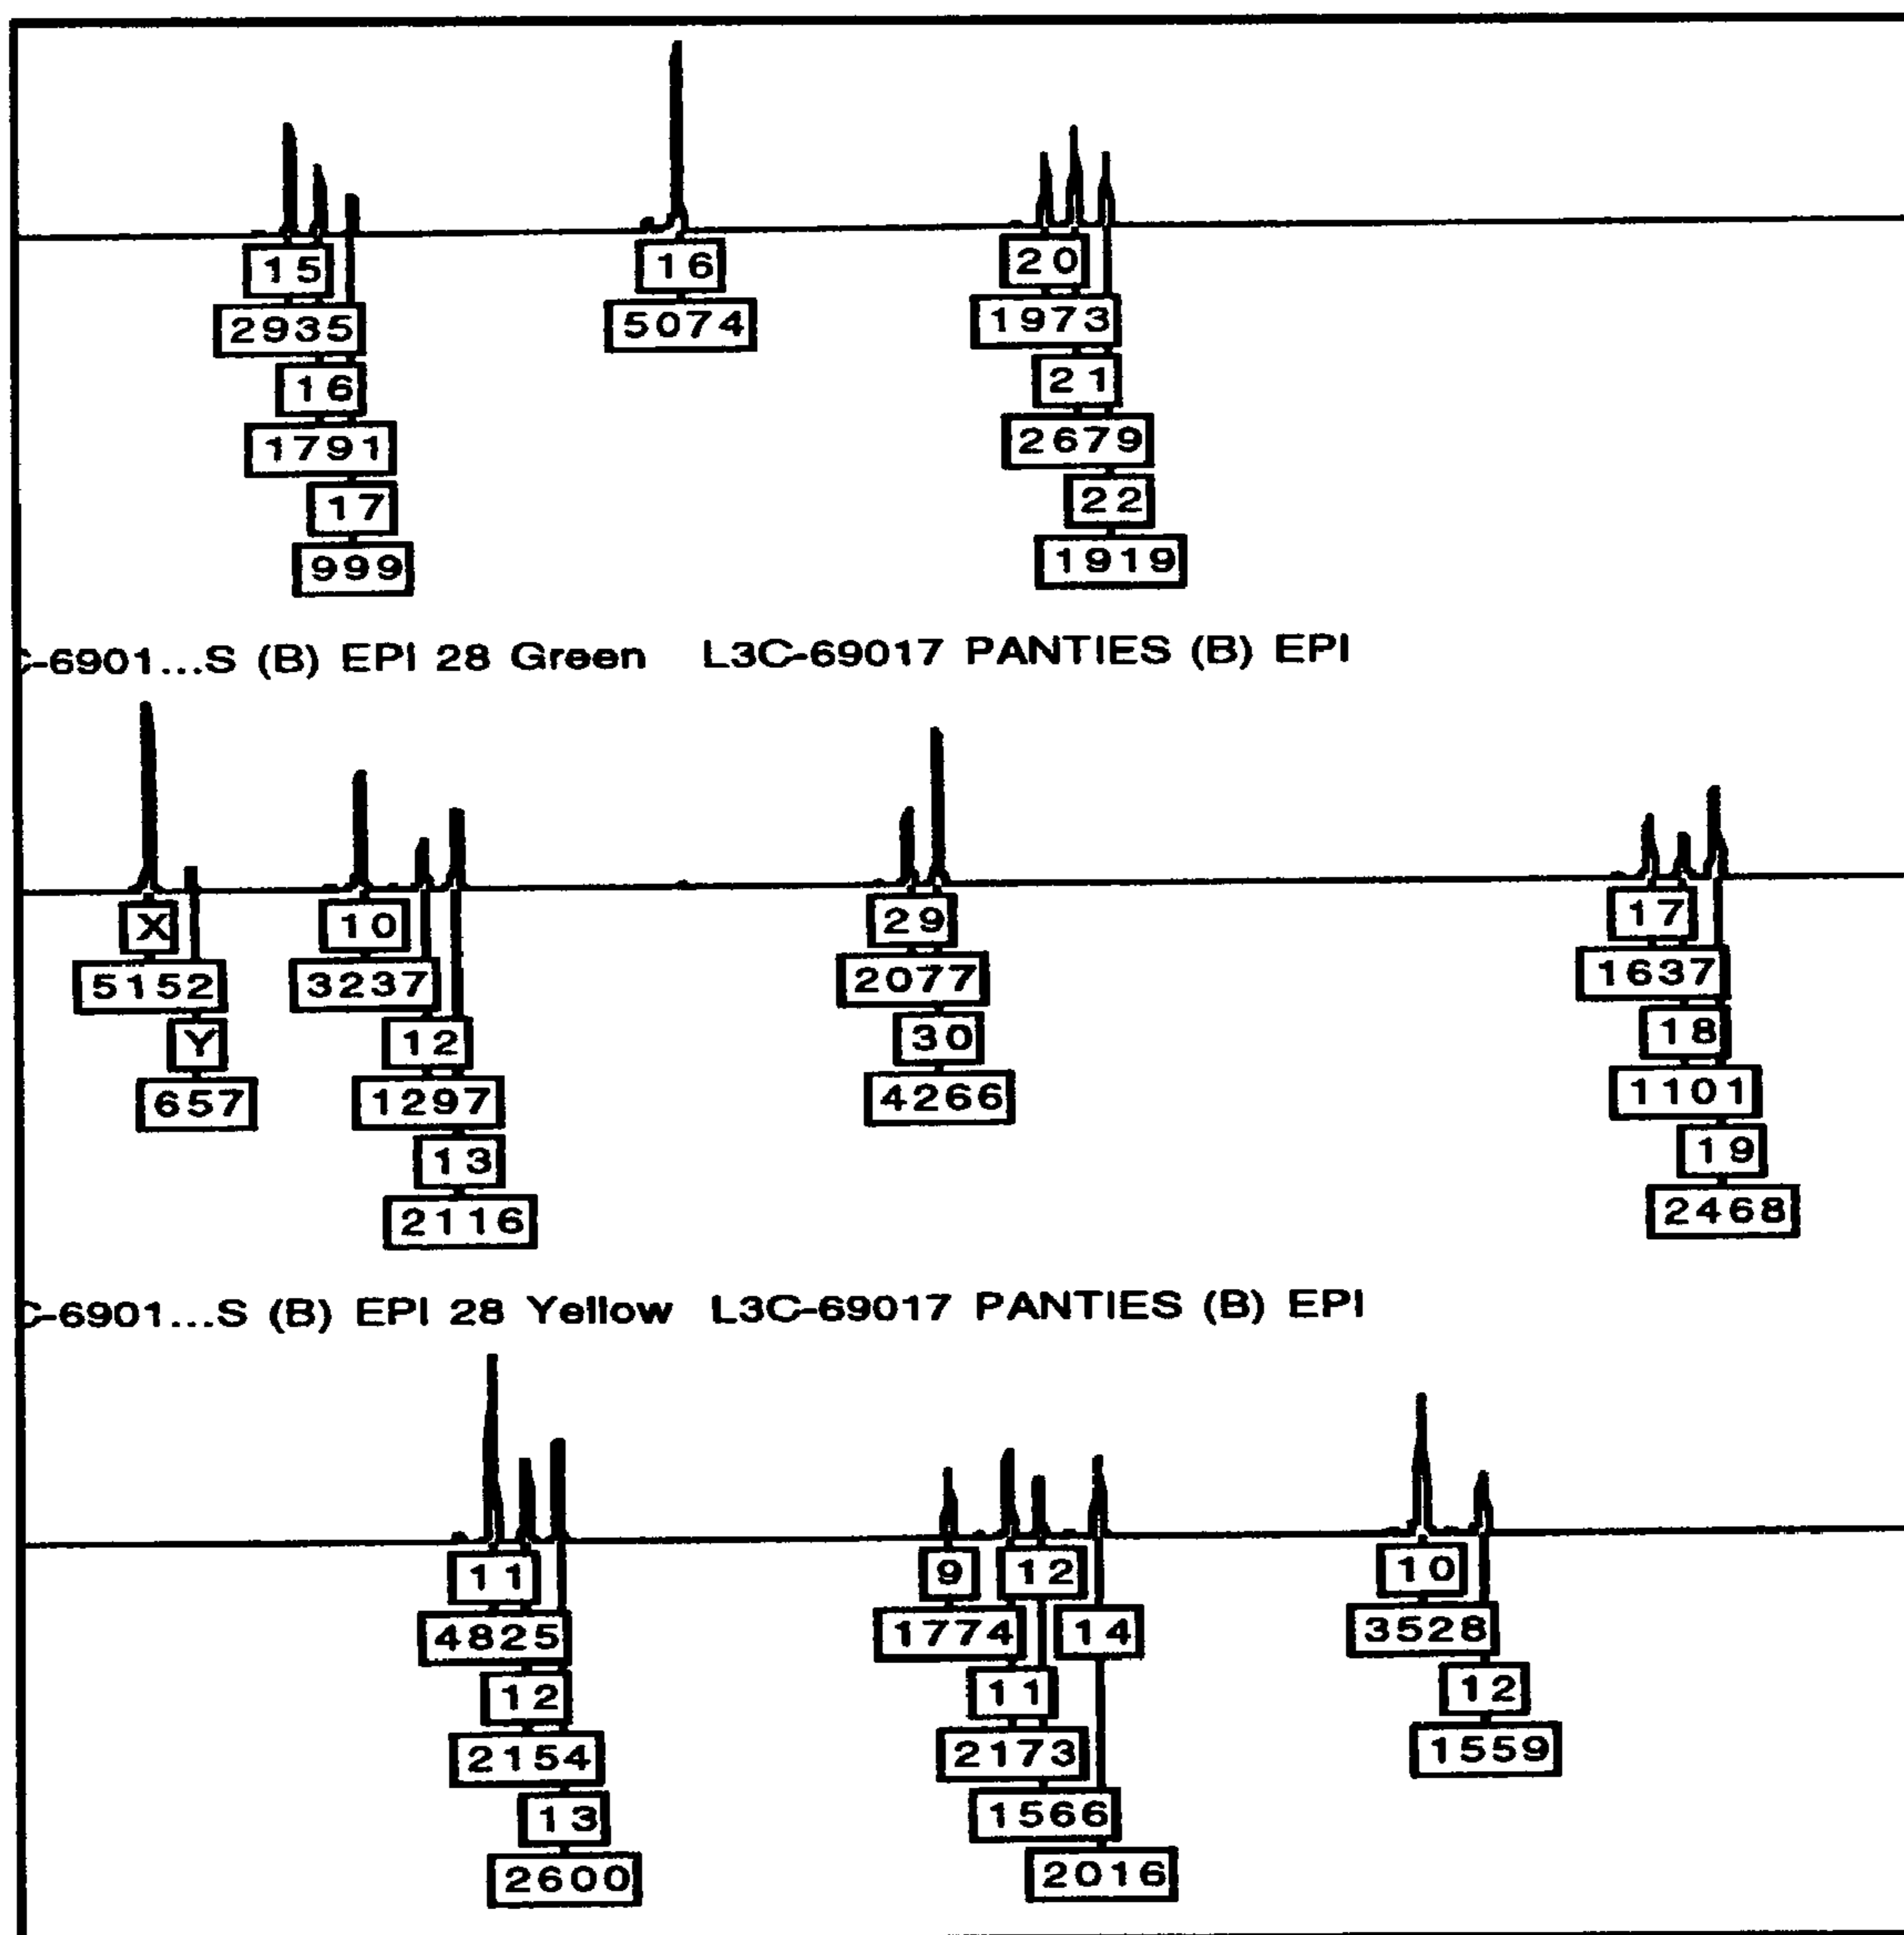 15 16 20
2935 5074 1973
16 21
1791 2679
17 22
999 1919
C-6901...S (B) EPI 28 Green L3C-69017 PANTIES (B) EPI
X 10 29 17
5152 3237 2077 1637
Y 12 30 18
657 1297 4266 1101
13 19
2116 2468
C-6901...S (B) EPI 28 Yellow L3C-69017 PANTIES (B) EPI
11 9 12 10
4825 1774 14 3528
12 11 12
2154 2173 1559
13 1566
2600 2016